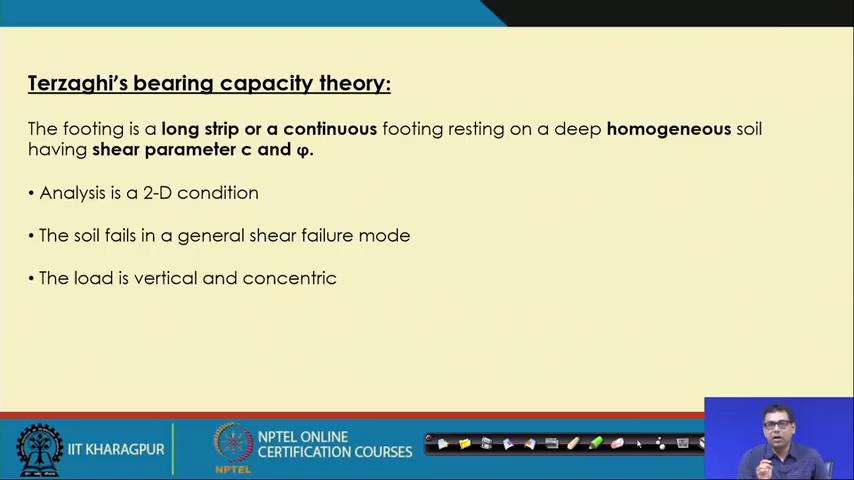 Terzaghi's bearing capacity theory:
The footing is a long strip or a continuous footing resting on a deep homogeneous soil
having shear parameter c and φ.
• Analysis is a 2-D condition
• The soil fails in a general shear failure mode
• The load is vertical and concentric
IIT KHARAGPUR
NPTEL
NPTEL ONLINE
CERTIFICATION COURSES